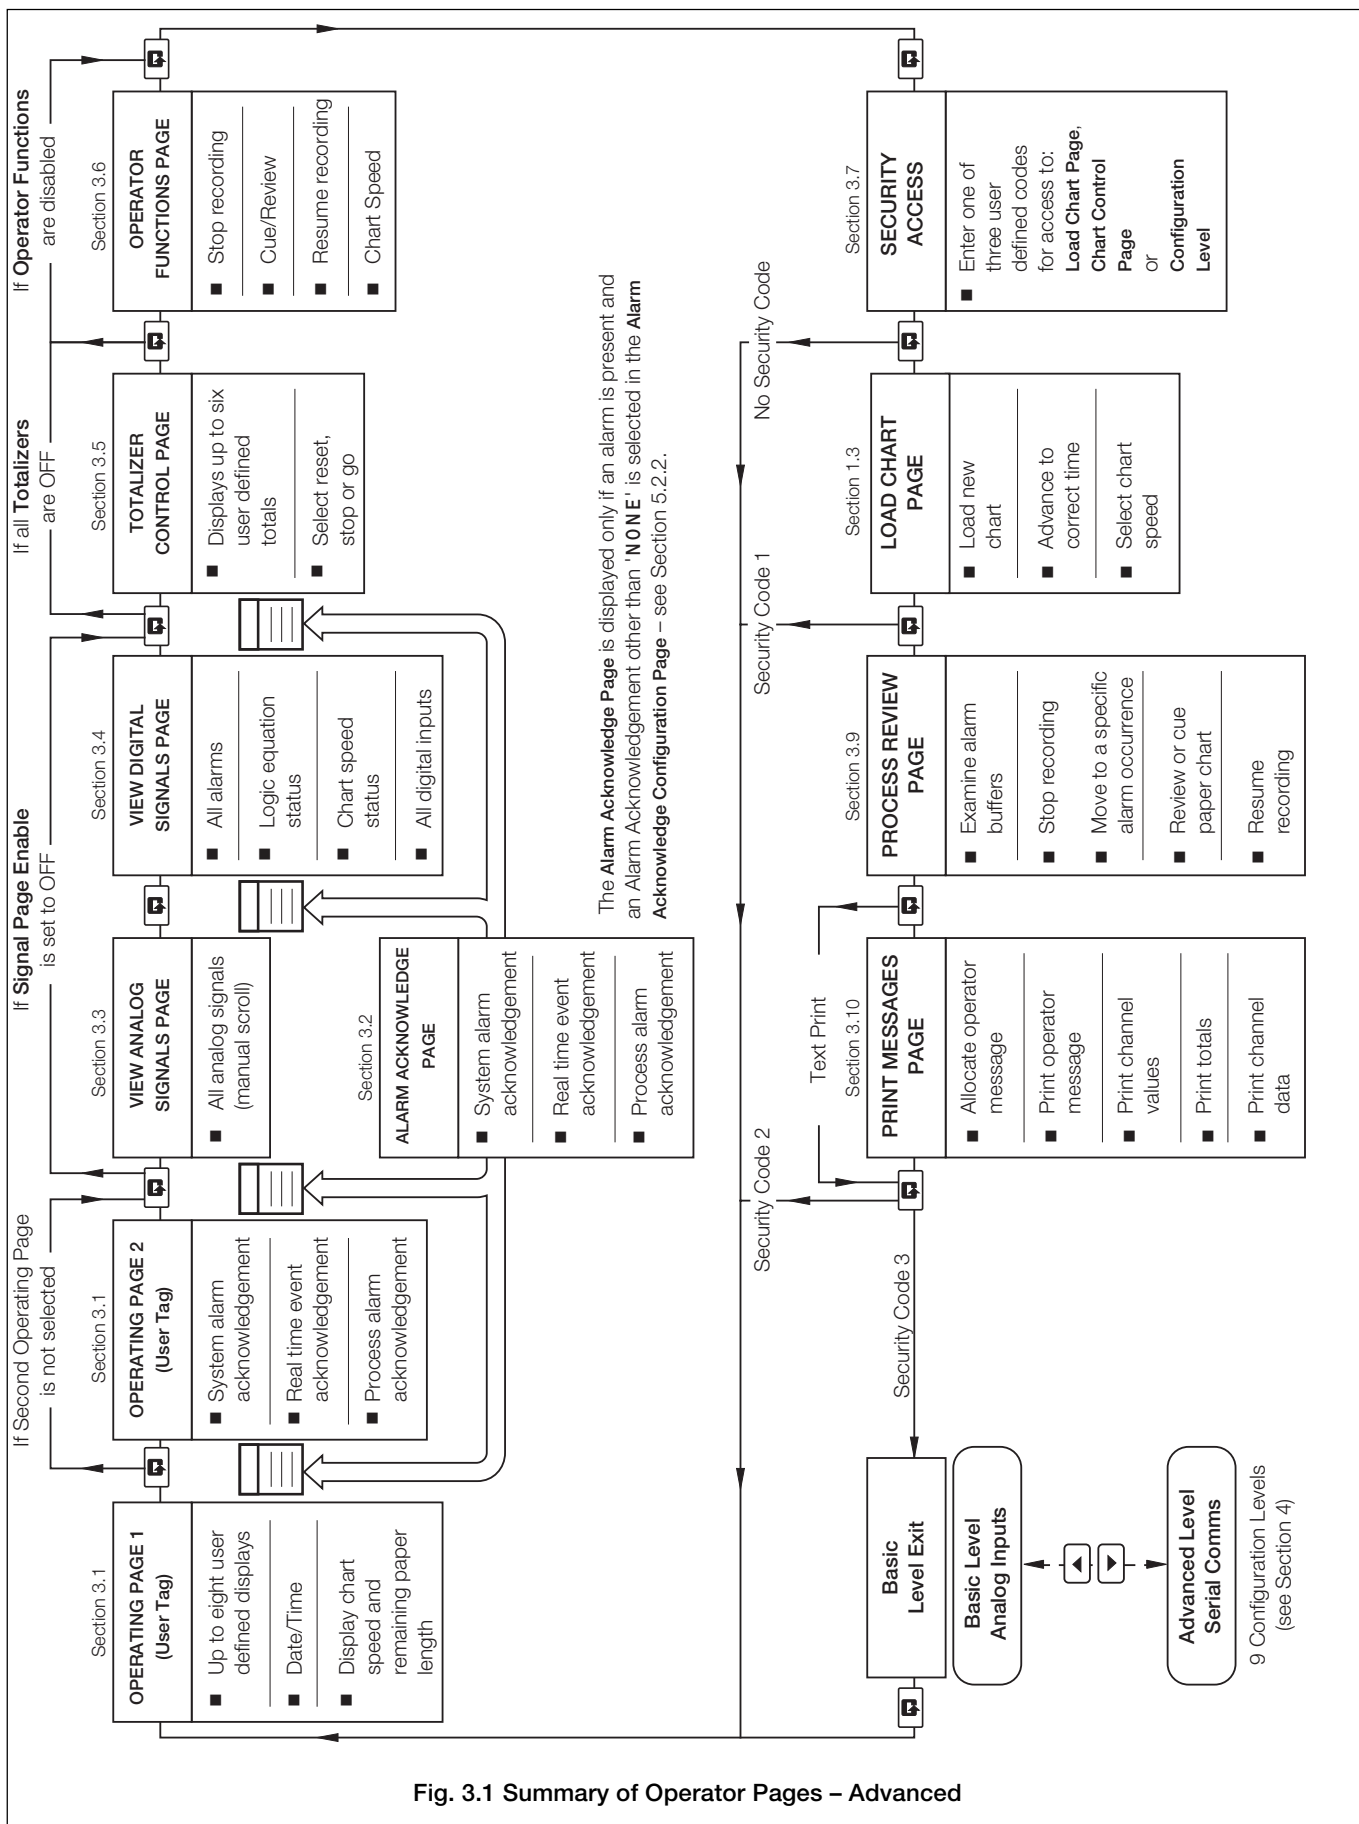 If Second Operating Page
is not selected
If Signal Page Enable
is set to OFF
If all Totalizers
are OFF
If Operator Functions
are disabled
Section 3.1
OPERATING PAGE 1
(User Tag)
■ Up to eight user
defined displays
■ Date/Time
■ Display chart
speed and
remaining paper
length
Section 3.1
OPERATING PAGE 2
(User Tag)
■ System alarm
acknowledgement
■ Real time event
acknowledgement
■ Process alarm
acknowledgement
Section 3.3
VIEW ANALOG
SIGNALS PAGE
■ All analog signals
(manual scroll)
Section 3.4
VIEW DIGITAL
SIGNALS PAGE
■ All alarms
■ Logic equation
status
■ Chart speed
status
■ All digital inputs
Section 3.5
TOTALIZER
CONTROL PAGE
■ Displays up to six
user defined
totals
■ Select reset,
stop or go
Section 3.6
OPERATOR
FUNCTIONS PAGE
■ Stop recording
■ Cue/Review
■ Resume recording
■ Chart Speed
Section 3.2
ALARM ACKNOWLEDGE
PAGE
■ System alarm
acknowledgement
■ Real time event
acknowledgement
■ Process alarm
acknowledgement
The Alarm Acknowledge Page is displayed only if an alarm is present and
an Alarm Acknowledgement other than 'NONE' is selected in the Alarm
Acknowledge Configuration Page – see Section 5.2.2.
Security Code 2
Security Code 1
No Security Code
Security Code 3
Text Print
Basic
Level Exit
Basic Level
Analog Inputs
Advanced Level
Serial Comms
9 Configuration Levels
(see Section 4)
Section 3.10
PRINT MESSAGES
PAGE
■ Allocate operator
message
■ Print operator
message
■ Print channel
values
■ Print totals
■ Print channel
data
Section 3.9
PROCESS REVIEW
PAGE
■ Examine alarm
buffers
■ Stop recording
■ Move to a specific
alarm occurrence
■ Review or cue
paper chart
■ Resume
recording
Section 1.3
LOAD CHART
PAGE
■ Load new
chart
■ Advance to
correct time
■ Select chart
speed
Section 3.7
SECURITY
ACCESS
■ Enter one of
three user
defined codes
for access to:
Load Chart Page,
Chart Control
Page
or
Configuration
Level
Fig. 3.1 Summary of Operator Pages – Advanced